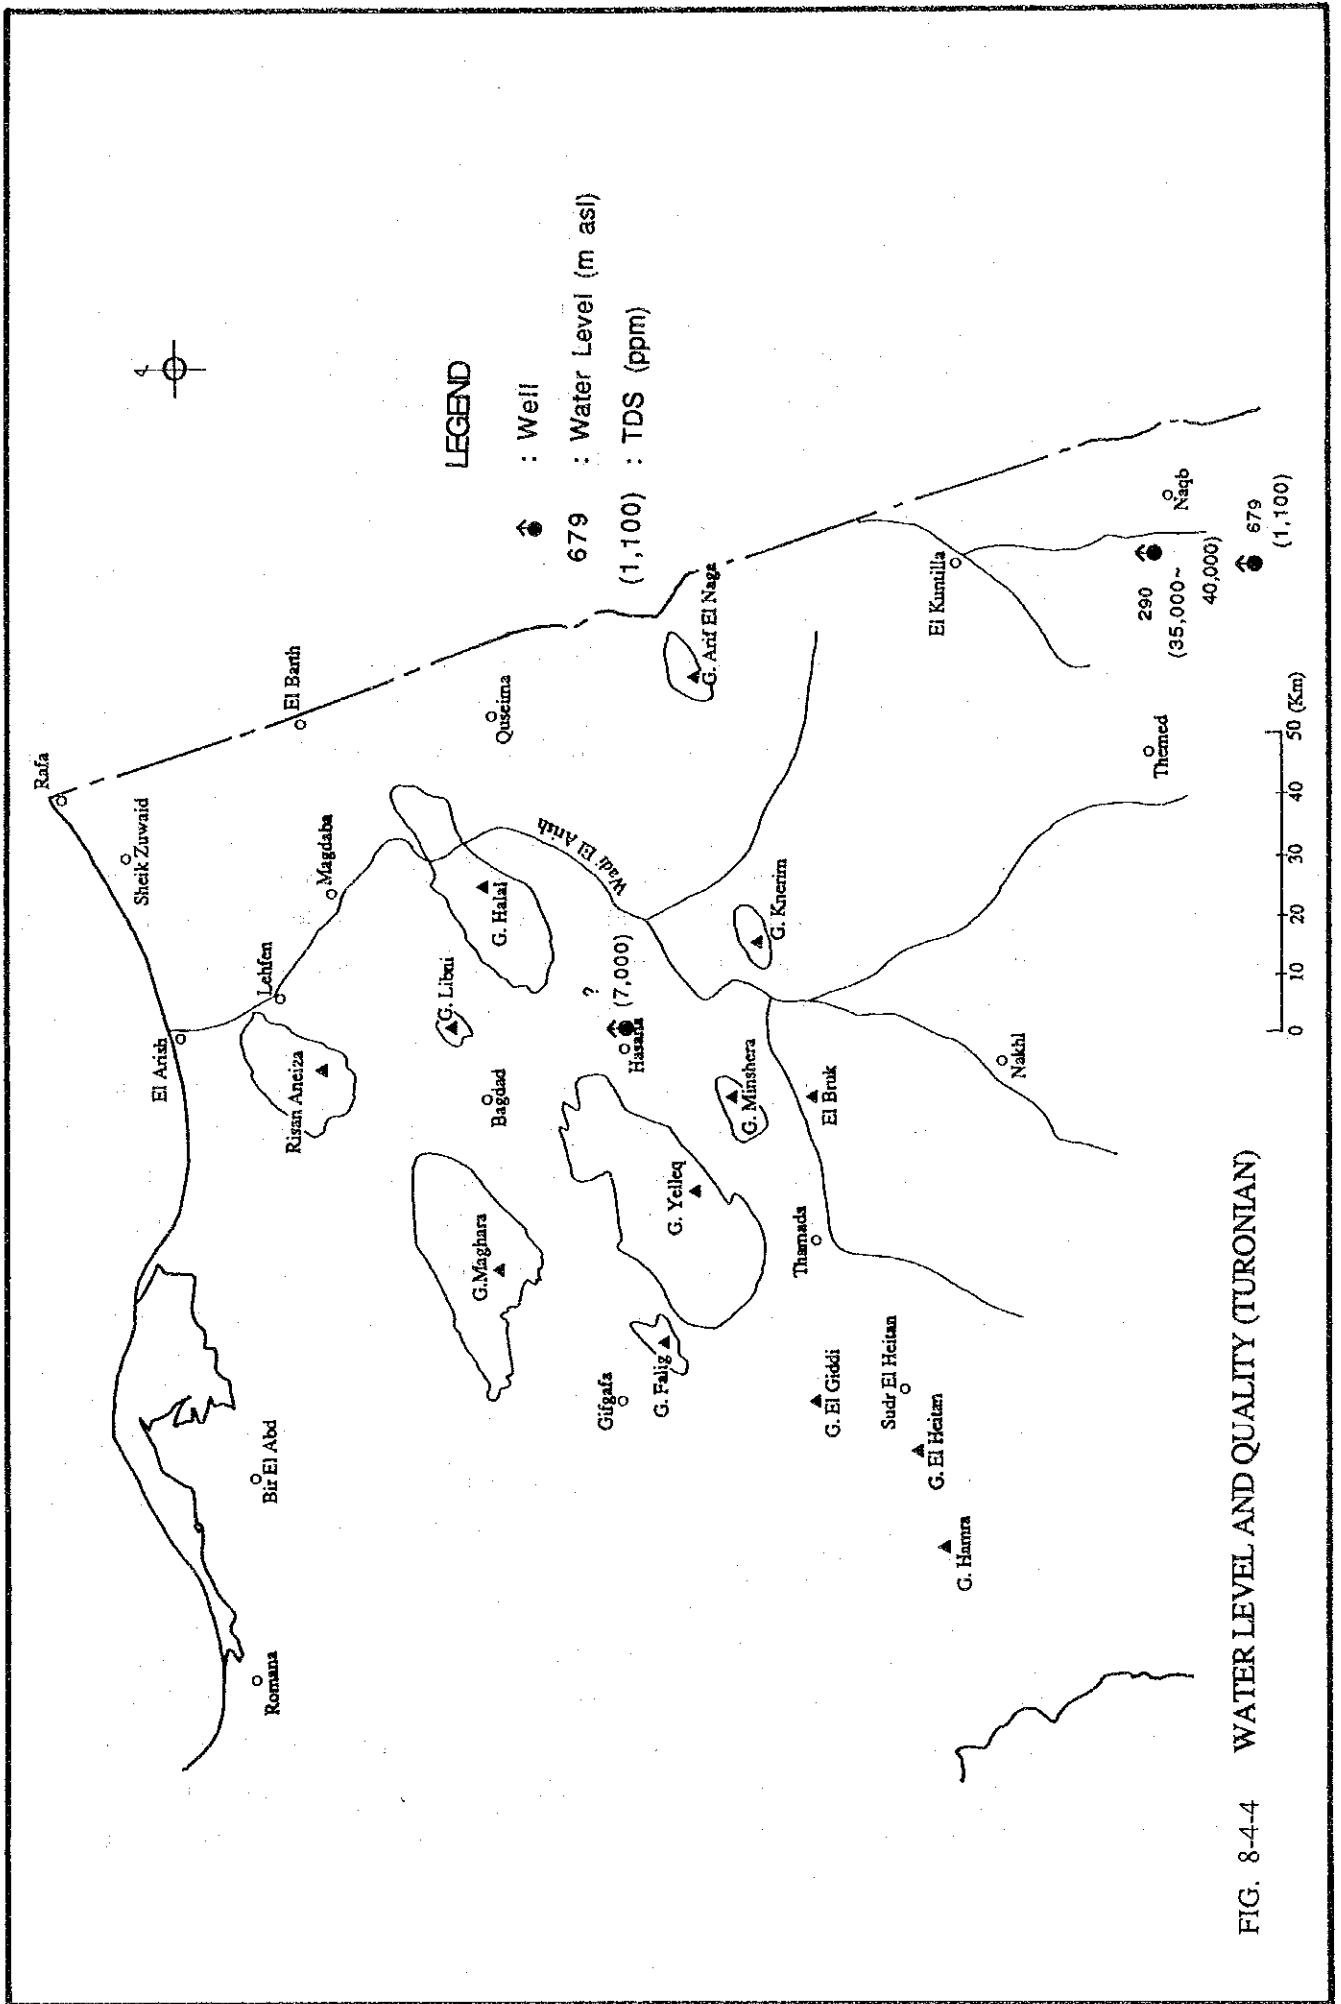 Rafa
Sheik Zuwaid
El Arish
Lehfen
Magdaba
El Barth
Risan Aneiza
Romana
Bir El Abd
G.Maghara
Bagdad
G. Libni
G. Halal
Quseima
Wadi El Arish
Gifgafa
G. Falig
G. Yelleq
Hasana
?
(7,000)
G. Arif El Naga
G. Minshera
G. Kherim
El Bruk
Thamada
G. El Giddi
Sudr El Heitan
G. El Heitan
G. Hamra
Nakhl
Themed
El Kuntilla
Naqb
290
(35,000~
40,000)
679
(1,100)
LEGEND
: Well
679 : Water Level (m asl)
(1,100) : TDS (ppm)
0 10 20 30 40 50 (Km)
FIG. 8-4-4 WATER LEVEL AND QUALITY (TURONIAN)